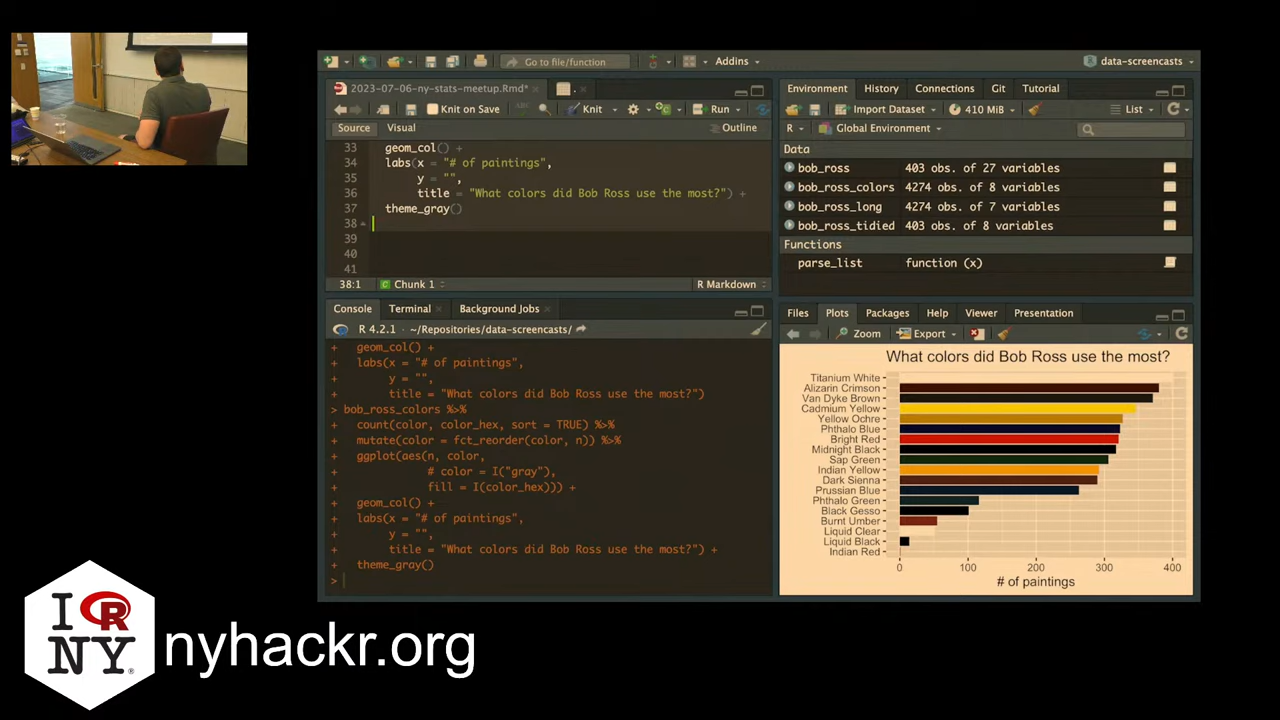 Go to file/function
Addins
data-screencasts
2023-07-06-ny-stats-meetup.Rmd*
.
Knit on Save
ABC
Knit
Run
Source
Visual
Outline
33 geom_col() +
34 labs(x = "# of paintings",
35 y = "",
36 title = "What colors did Bob Ross use the most?") +
37 theme_gray()
38
39
40
41
38:1
Chunk 1
R Markdown
Console
Terminal
Background Jobs
R 4.2.1 · ~/Repositories/data-screencasts/
+ geom_col() +
+ labs(x = "# of paintings",
+ y = "",
+ title = "What colors did Bob Ross use the most?")
> bob_ross_colors %>%
+ count(color, color_hex, sort = TRUE) %>%
+ mutate(color = fct_reorder(color, n)) %>%
+ ggplot(aes(n, color,
+ # color = I("gray"),
+ fill = I(color_hex))) +
+ geom_col() +
+ labs(x = "# of paintings",
+ y = "",
+ title = "What colors did Bob Ross use the most?") +
+ theme_gray()
>
Environment
History
Connections
Git
Tutorial
Import Dataset
410 MiB
List
R
Global Environment
Data
bob_ross 403 obs. of 27 variables
bob_ross_colors 4274 obs. of 8 variables
bob_ross_long 4274 obs. of 7 variables
bob_ross_tidied 403 obs. of 8 variables
Functions
parse_list function (x)
Files
Plots
Packages
Help
Viewer
Presentation
Zoom
Export
What colors did Bob Ross use the most?
Titanium White
Alizarin Crimson
Van Dyke Brown
Cadmium Yellow
Yellow Ochre
Phthalo Blue
Bright Red
Midnight Black
Sap Green
Indian Yellow
Dark Sienna
Prussian Blue
Phthalo Green
Black Gesso
Burnt Umber
Liquid Clear
Liquid Black
Indian Red
0 100 200 300 400
# of paintings
I R
NY®
nyhackr.org